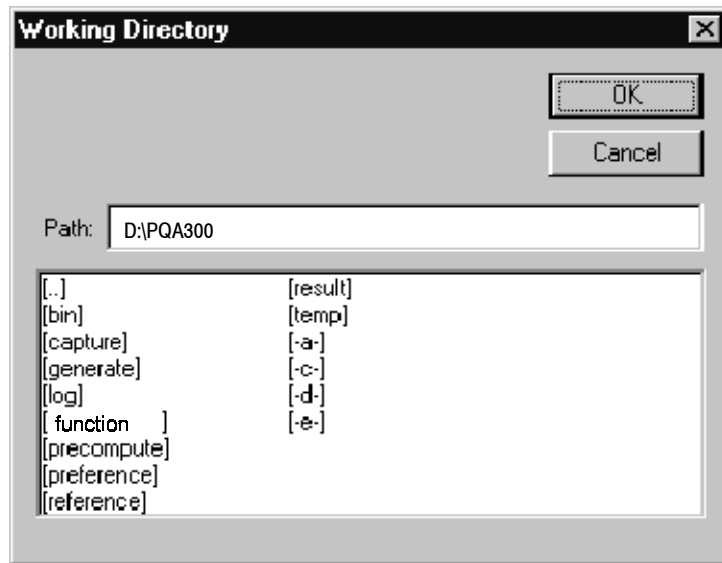 Working Directory
OK
Cancel
Path: D:\PQA300
[..]
[bin]
[capture]
[generate]
[log]
[ function ]
[precompute]
[preference]
[reference]
[result]
[temp]
[-a-]
[-c-]
[-d-]
[-e-]